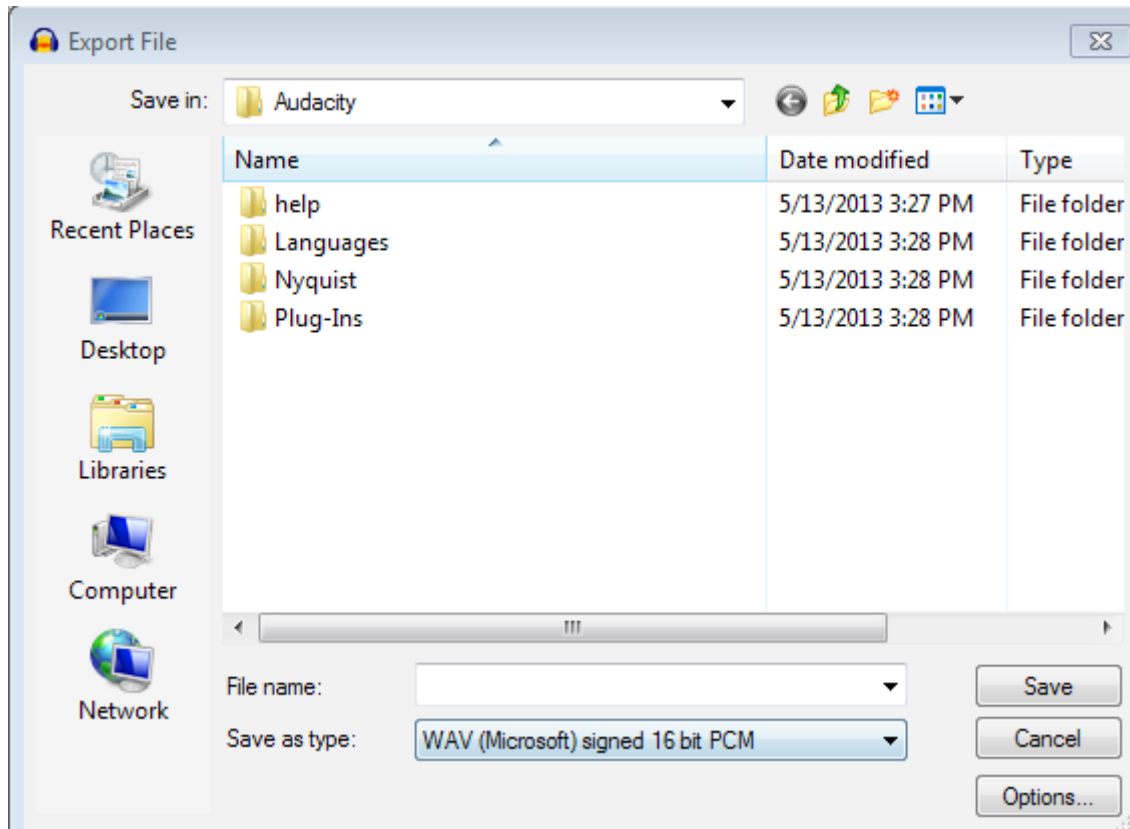 Export File
Save in: Audacity
Name Date modified Type
help 5/13/2013 3:27 PM File folder
Languages 5/13/2013 3:28 PM File folder
Nyquist 5/13/2013 3:28 PM File folder
Plug-Ins 5/13/2013 3:28 PM File folder
Recent Places
Desktop
Libraries
Computer
Network
File name: Save
Save as type: WAV (Microsoft) signed 16 bit PCM Cancel
Options...